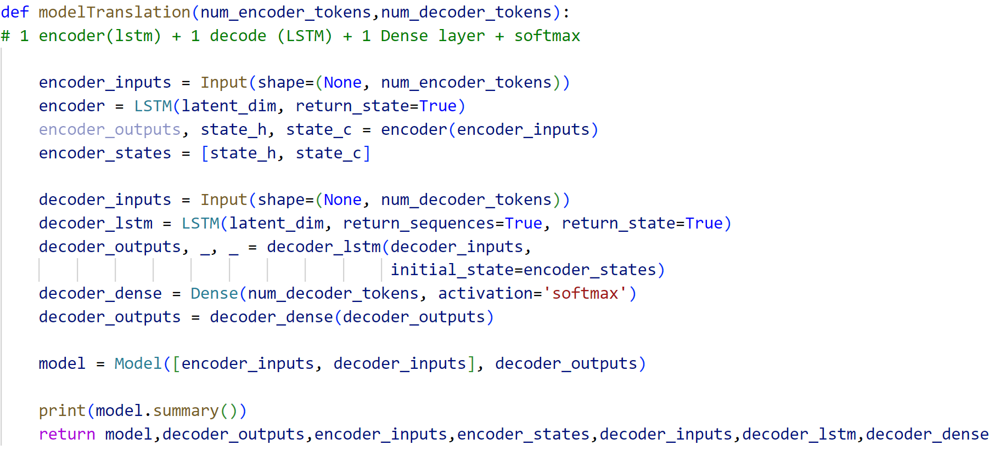 def modelTranslation(num_encoder_tokens,num_decoder_tokens):
# 1 encoder(lstm) + 1 decode (LSTM) + 1 Dense layer + softmax
    encoder_inputs = Input(shape=(None, num_encoder_tokens))
    encoder = LSTM(latent_dim, return_state=True)
    encoder_outputs, state_h, state_c = encoder(encoder_inputs)
    encoder_states = [state_h, state_c]
    decoder_inputs = Input(shape=(None, num_decoder_tokens))
    decoder_lstm = LSTM(latent_dim, return_sequences=True, return_state=True)
    decoder_outputs, _, _ = decoder_lstm(decoder_inputs,
                                         initial_state=encoder_states)
    decoder_dense = Dense(num_decoder_tokens, activation='softmax')
    decoder_outputs = decoder_dense(decoder_outputs)
    model = Model([encoder_inputs, decoder_inputs], decoder_outputs)
    print(model.summary())
    return model,decoder_outputs,encoder_inputs,encoder_states,decoder_inputs,decoder_lstm,decoder_dense